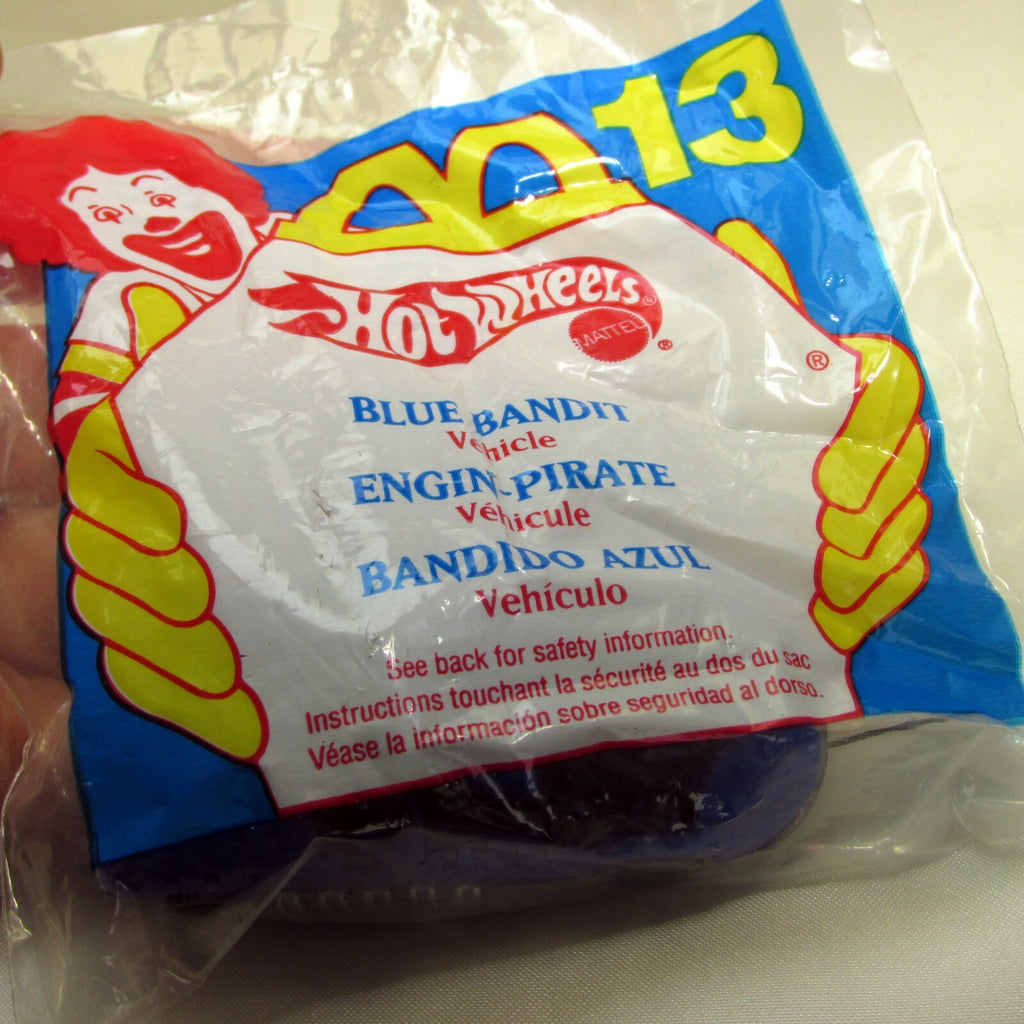 13
HOT WHEELS®
MATTEL®
®
BLUE BANDIT
Vehicle
ENGIN-PIRATE
Véhicule
BANDIDO AZUL
Vehículo
See back for safety information.
Instructions touchant la sécurité au dos du sac
Véase la información sobre seguridad al dorso.